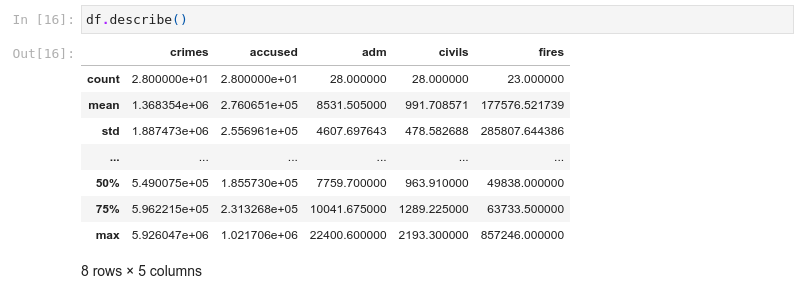 In [16]: df.describe()
Out[16]:
crimes accused adm civils fires
count 2.800000e+01 2.800000e+01 28.000000 28.000000 23.000000
mean 1.368354e+06 2.760651e+05 8531.505000 991.708571 177576.521739
std 1.887473e+06 2.556961e+05 4607.697643 478.582688 285807.644386
... ... ... ... ... ...
50% 5.490075e+05 1.855730e+05 7759.700000 963.910000 49838.000000
75% 5.962215e+05 2.313268e+05 10041.675000 1289.225000 63733.500000
max 5.926047e+06 1.021706e+06 22400.600000 2193.300000 857246.000000
8 rows × 5 columns